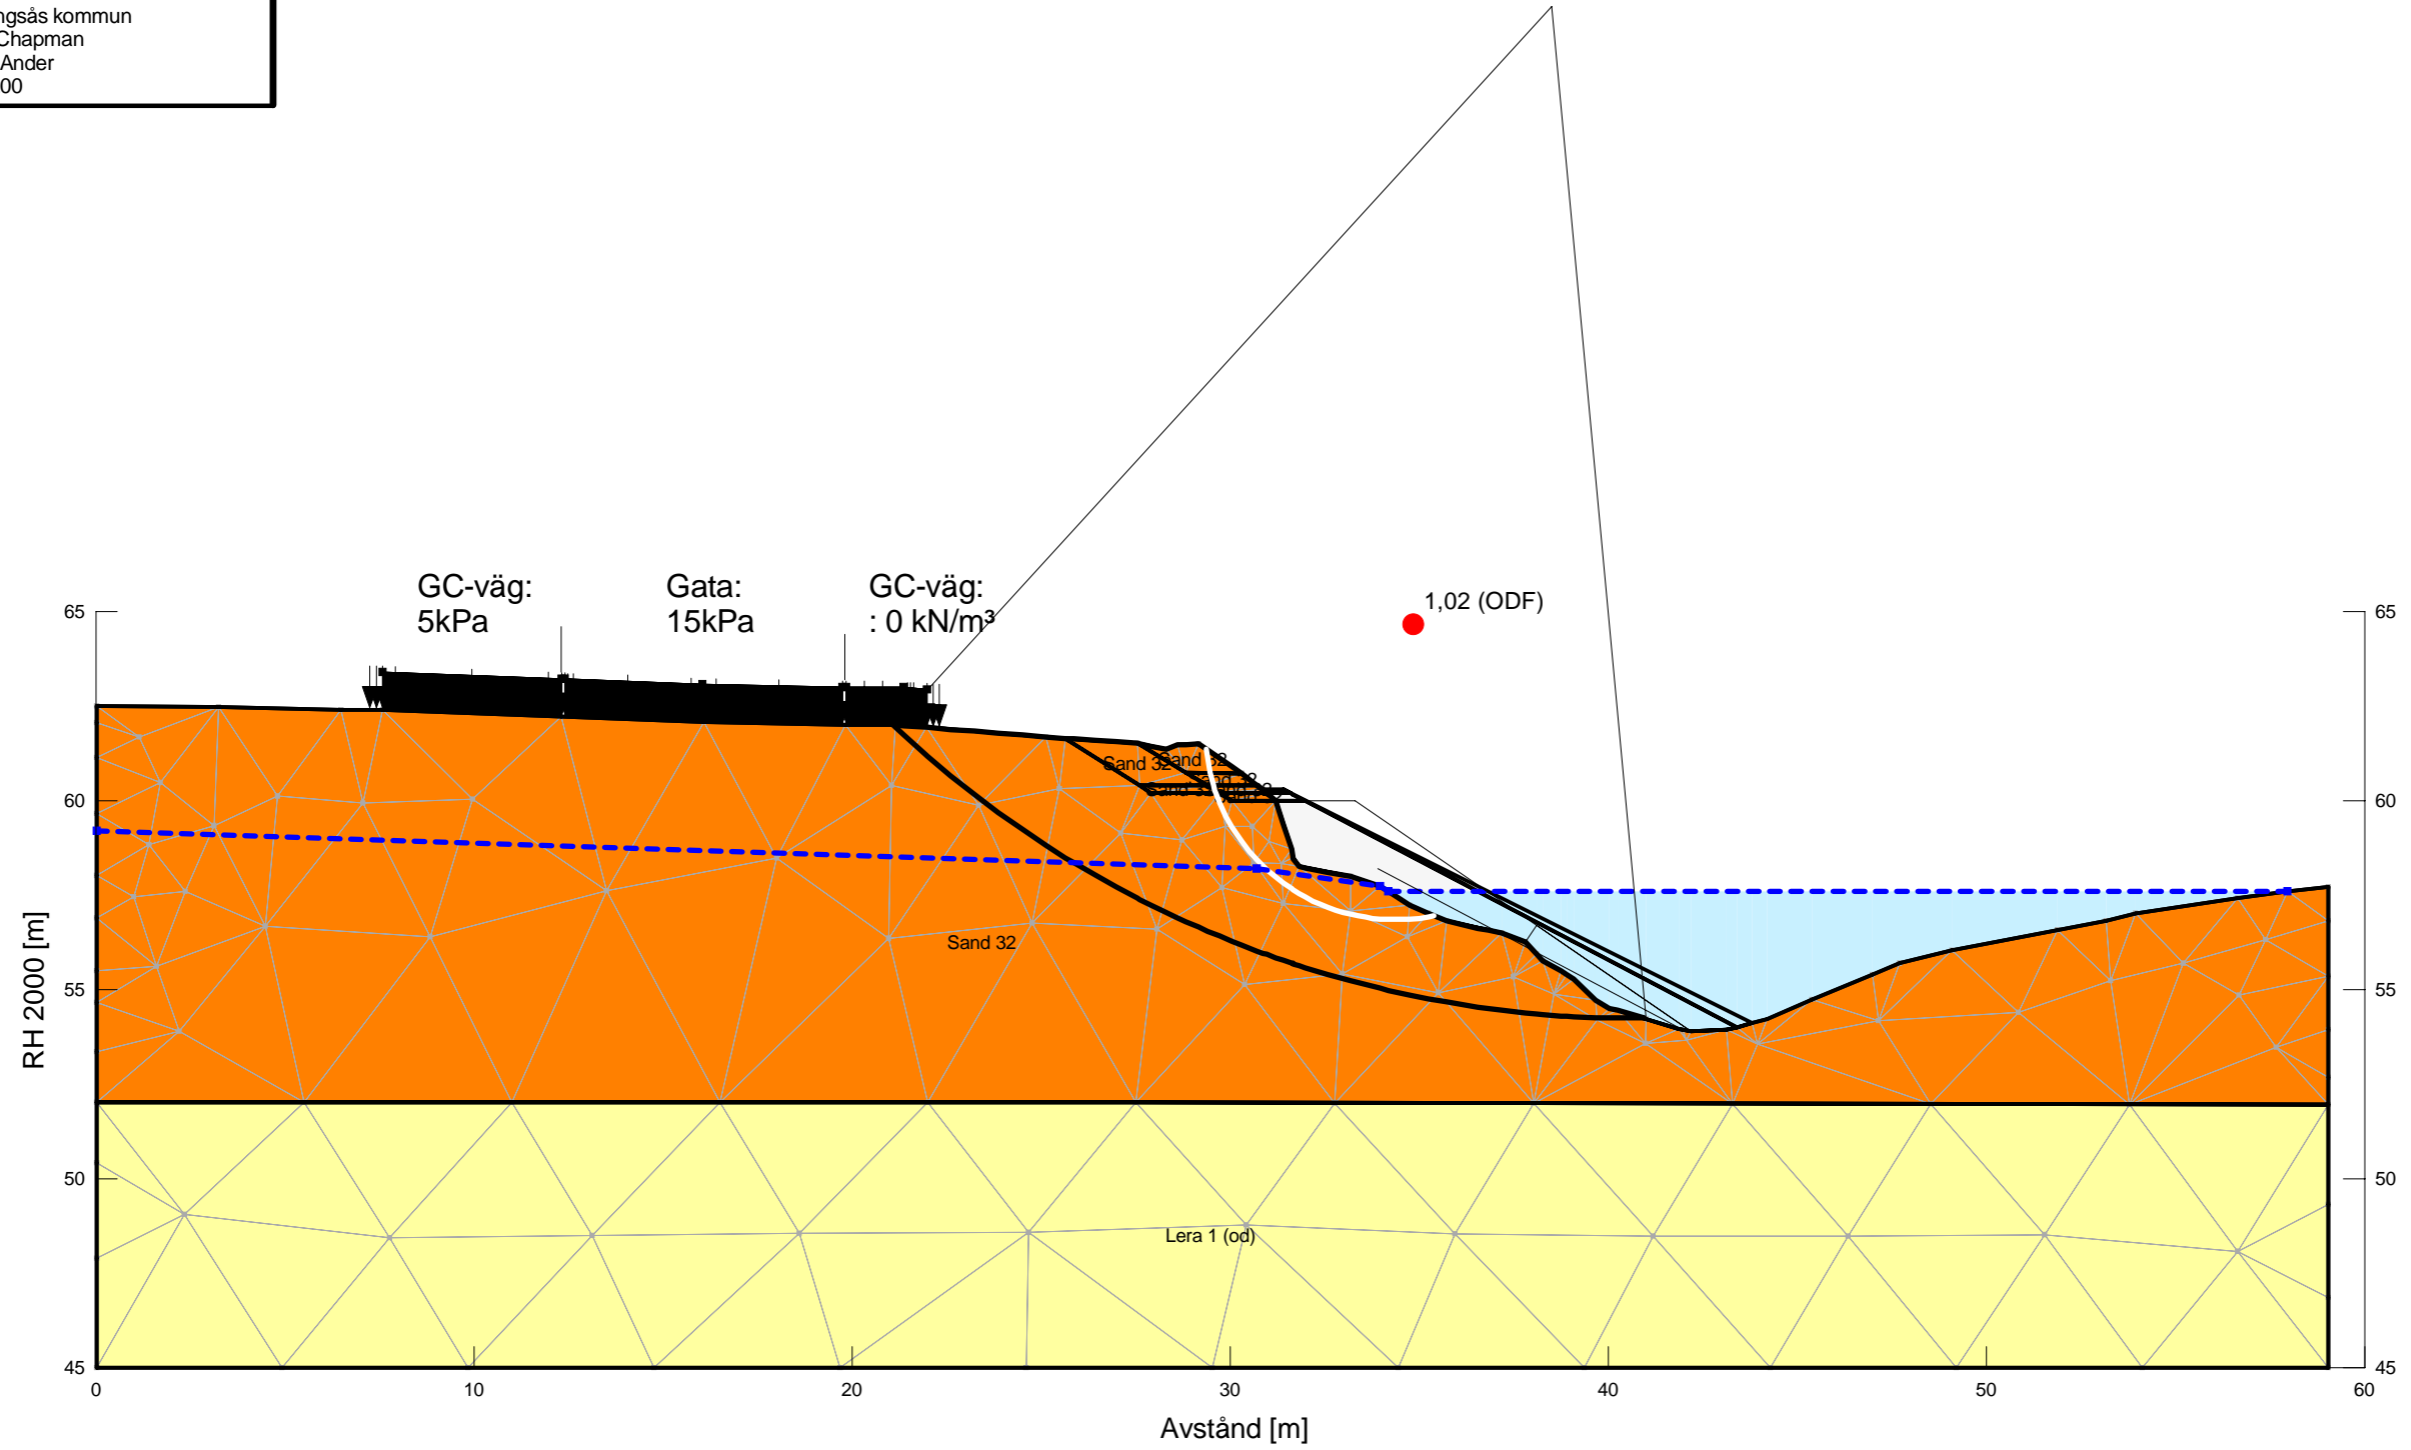 ngsås kommun
Chapman
Ander
00
GC-väg:
5kPa
Gata:
15kPa
GC-väg:
: 0 kN/m³
1,02 (ODF)
65
65
60
60
55
55
50
50
45
45
RH 2000 [m]
Sand 32
Sand 32
Sand 32
Sand 32
Lera 1 (od)
0
10
20
30
40
50
60
Avstånd [m]